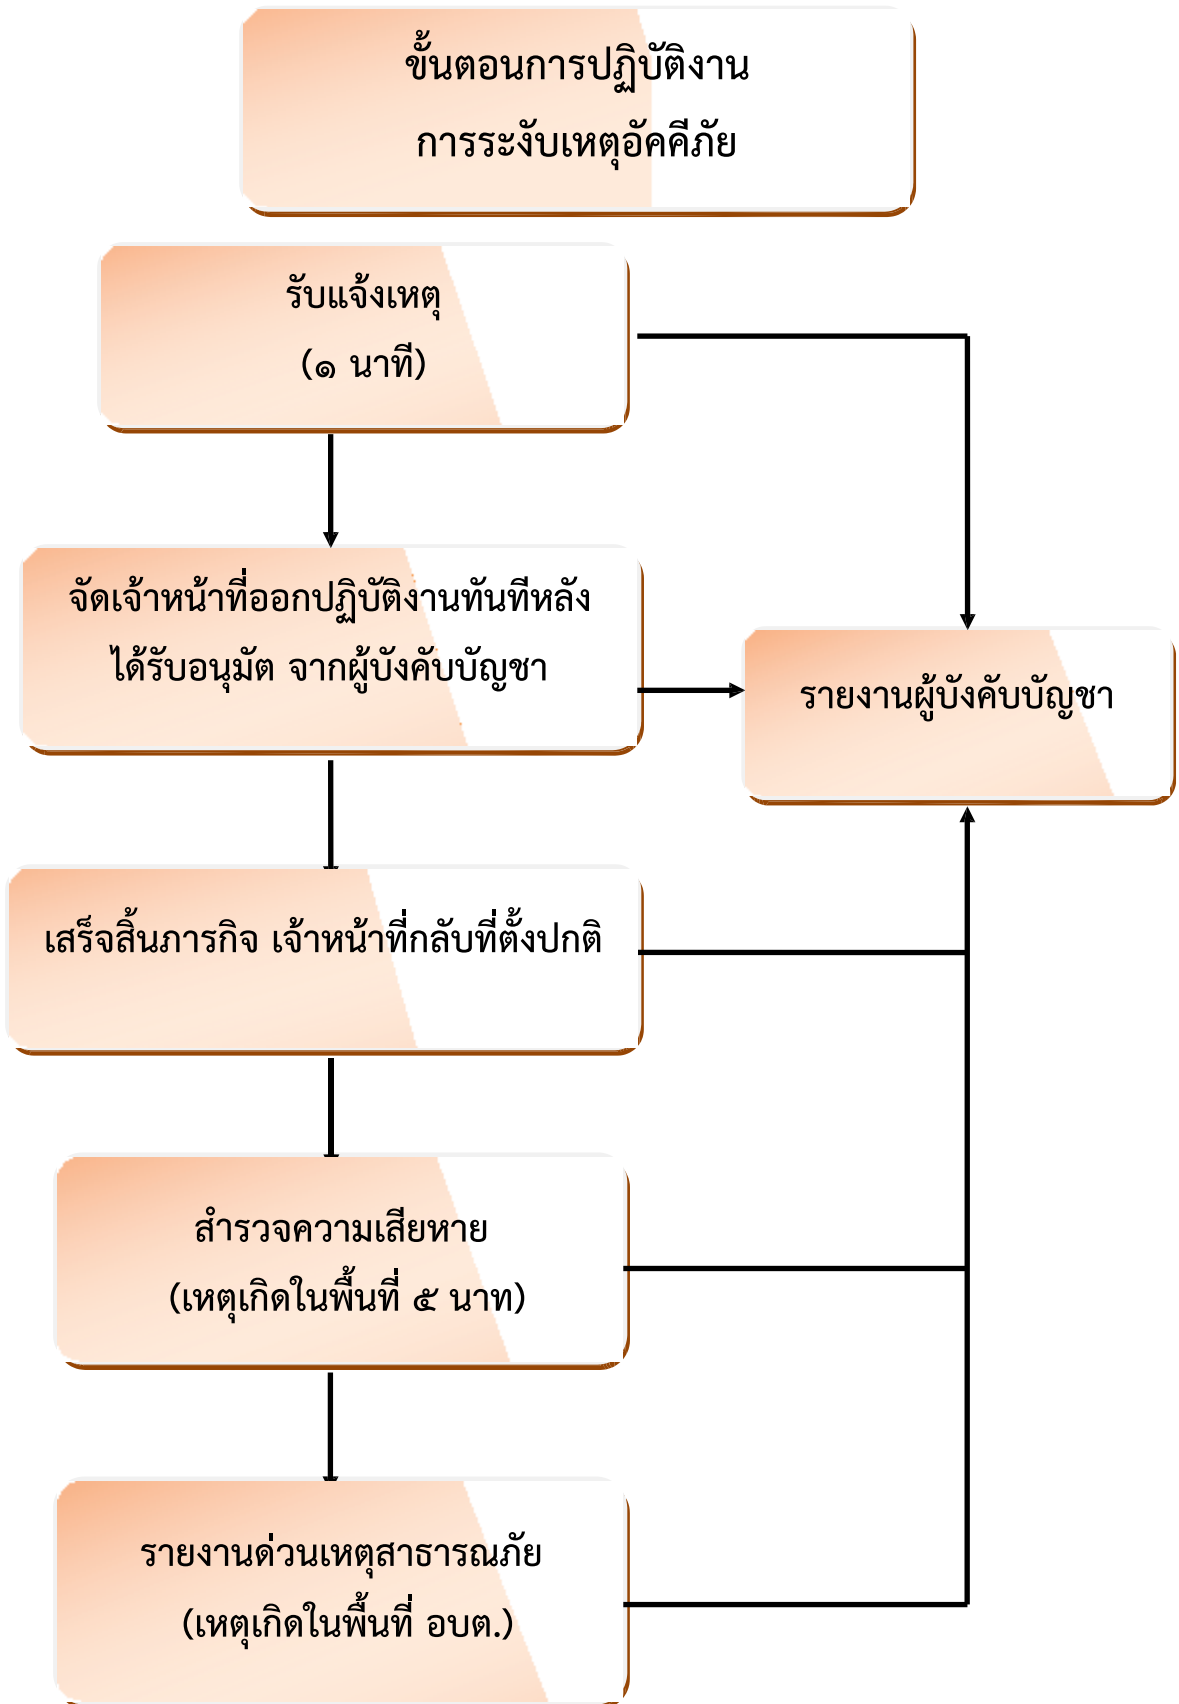 ขั้นตอนการปฏิบัติงาน
การระงับเหตุอัคคีภัย
รับแจ้งเหตุ
(๑ นาที)
จัดเจ้าหน้าที่ออกปฏิบัติงานทันทีหลัง
ได้รับอนุมัต จากผู้บังคับบัญชา
รายงานผู้บังคับบัญชา
เสร็จสิ้นภารกิจ เจ้าหน้าที่กลับที่ตั้งปกติ
สำรวจความเสียหาย
(เหตุเกิดในพื้นที่ ๕ นาท)
รายงานด่วนเหตุสาธารณภัย
(เหตุเกิดในพื้นที่ อบต.)